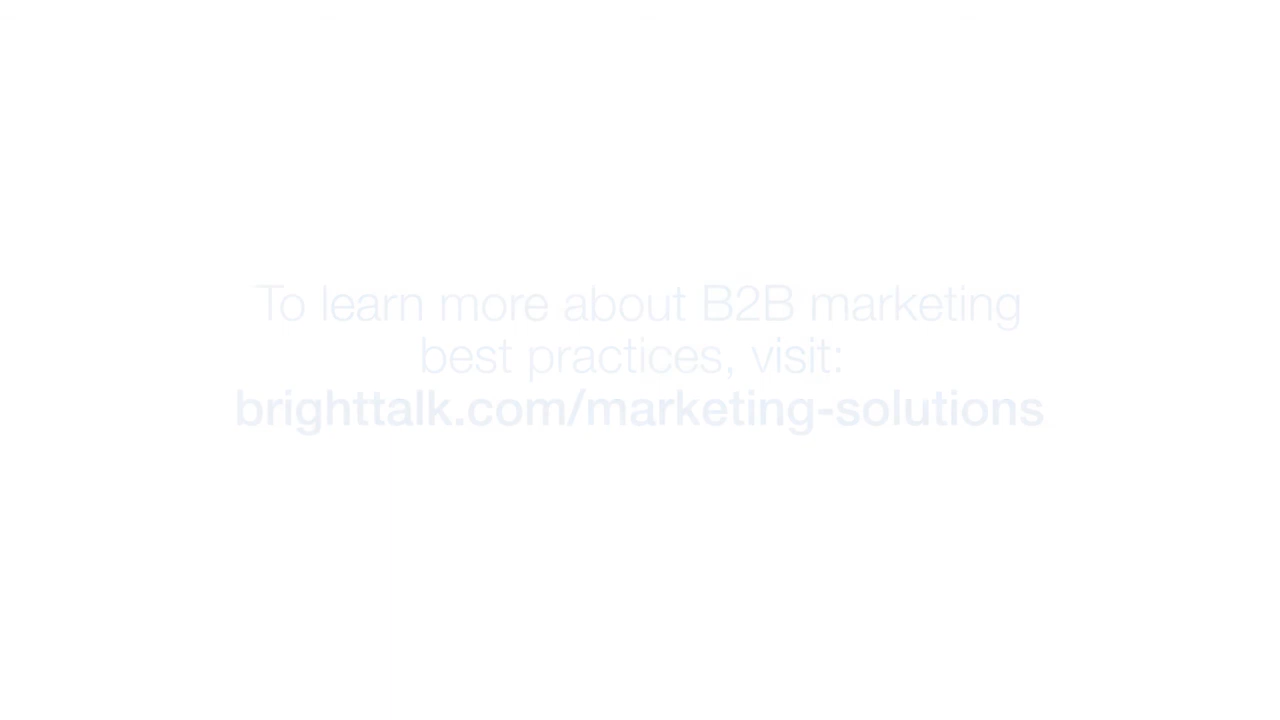 To learn more about B2B marketing
best practices, visit:
brighttalk.com/marketing-solutions